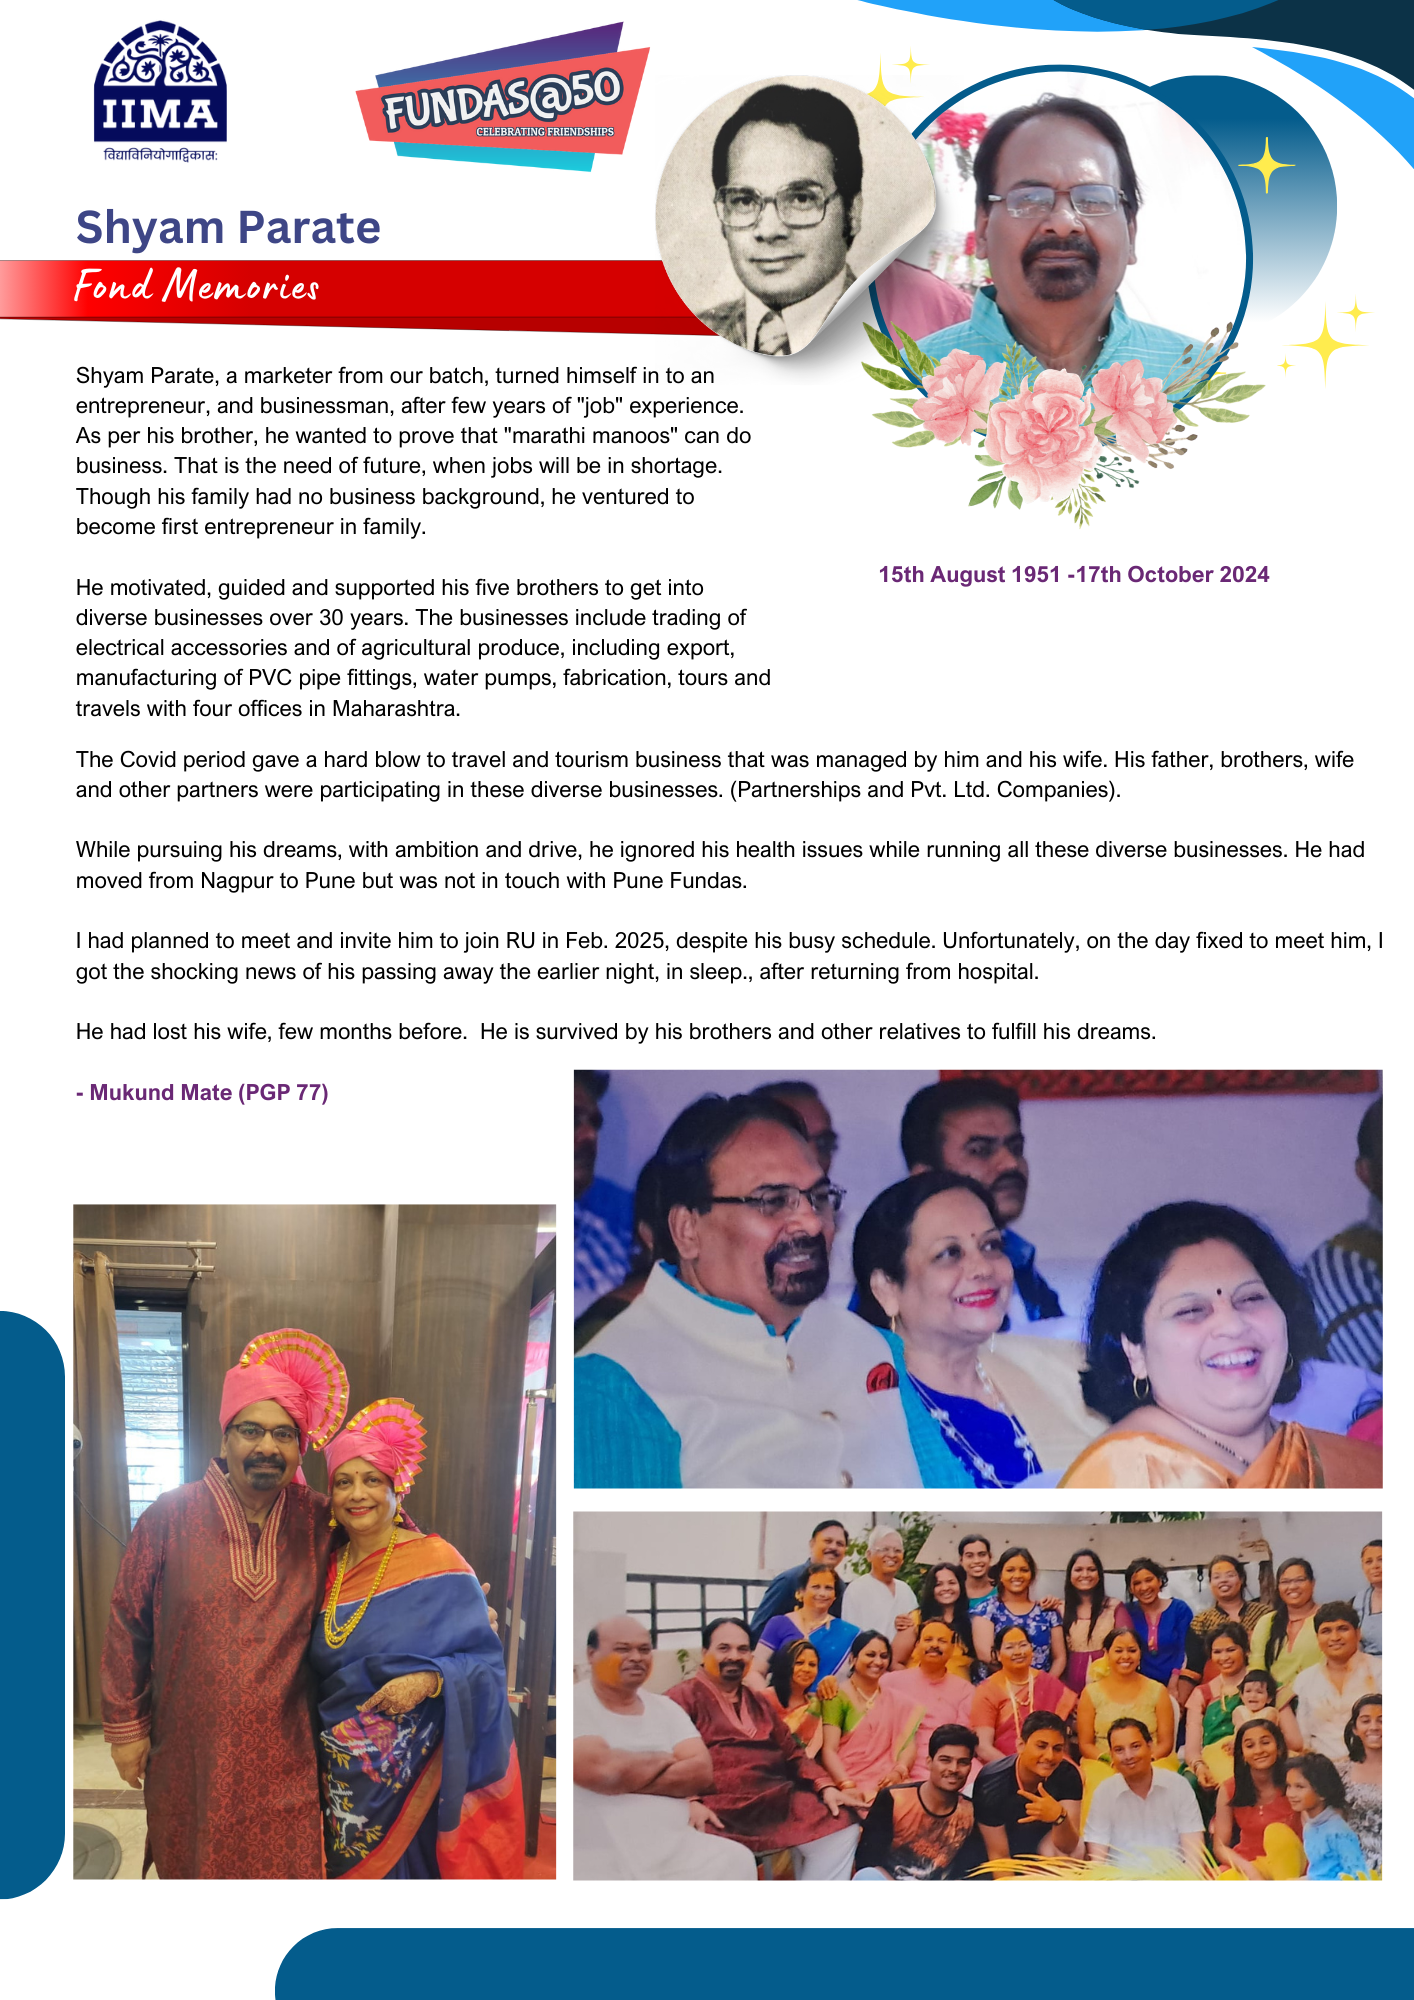 IIMA
विद्याविनियोगाद्विकासः
FUNDAS@50
CELEBRATING FRIENDSHIPS
Shyam Parate
Fond Memories
Shyam Parate, a marketer from our batch, turned himself in to an
entrepreneur, and businessman, after few years of "job" experience.
As per his brother, he wanted to prove that "marathi manoos" can do
business. That is the need of future, when jobs will be in shortage.
Though his family had no business background, he ventured to
become first entrepreneur in family.
15th August 1951 -17th October 2024
He motivated, guided and supported his five brothers to get into
diverse businesses over 30 years. The businesses include trading of
electrical accessories and of agricultural produce, including export,
manufacturing of PVC pipe fittings, water pumps, fabrication, tours and
travels with four offices in Maharashtra.
The Covid period gave a hard blow to travel and tourism business that was managed by him and his wife. His father, brothers, wife
and other partners were participating in these diverse businesses. (Partnerships and Pvt. Ltd. Companies).
While pursuing his dreams, with ambition and drive, he ignored his health issues while running all these diverse businesses. He had
moved from Nagpur to Pune but was not in touch with Pune Fundas.
I had planned to meet and invite him to join RU in Feb. 2025, despite his busy schedule. Unfortunately, on the day fixed to meet him, I
got the shocking news of his passing away the earlier night, in sleep., after returning from hospital.
He had lost his wife, few months before.  He is survived by his brothers and other relatives to fulfill his dreams.
- Mukund Mate (PGP 77)